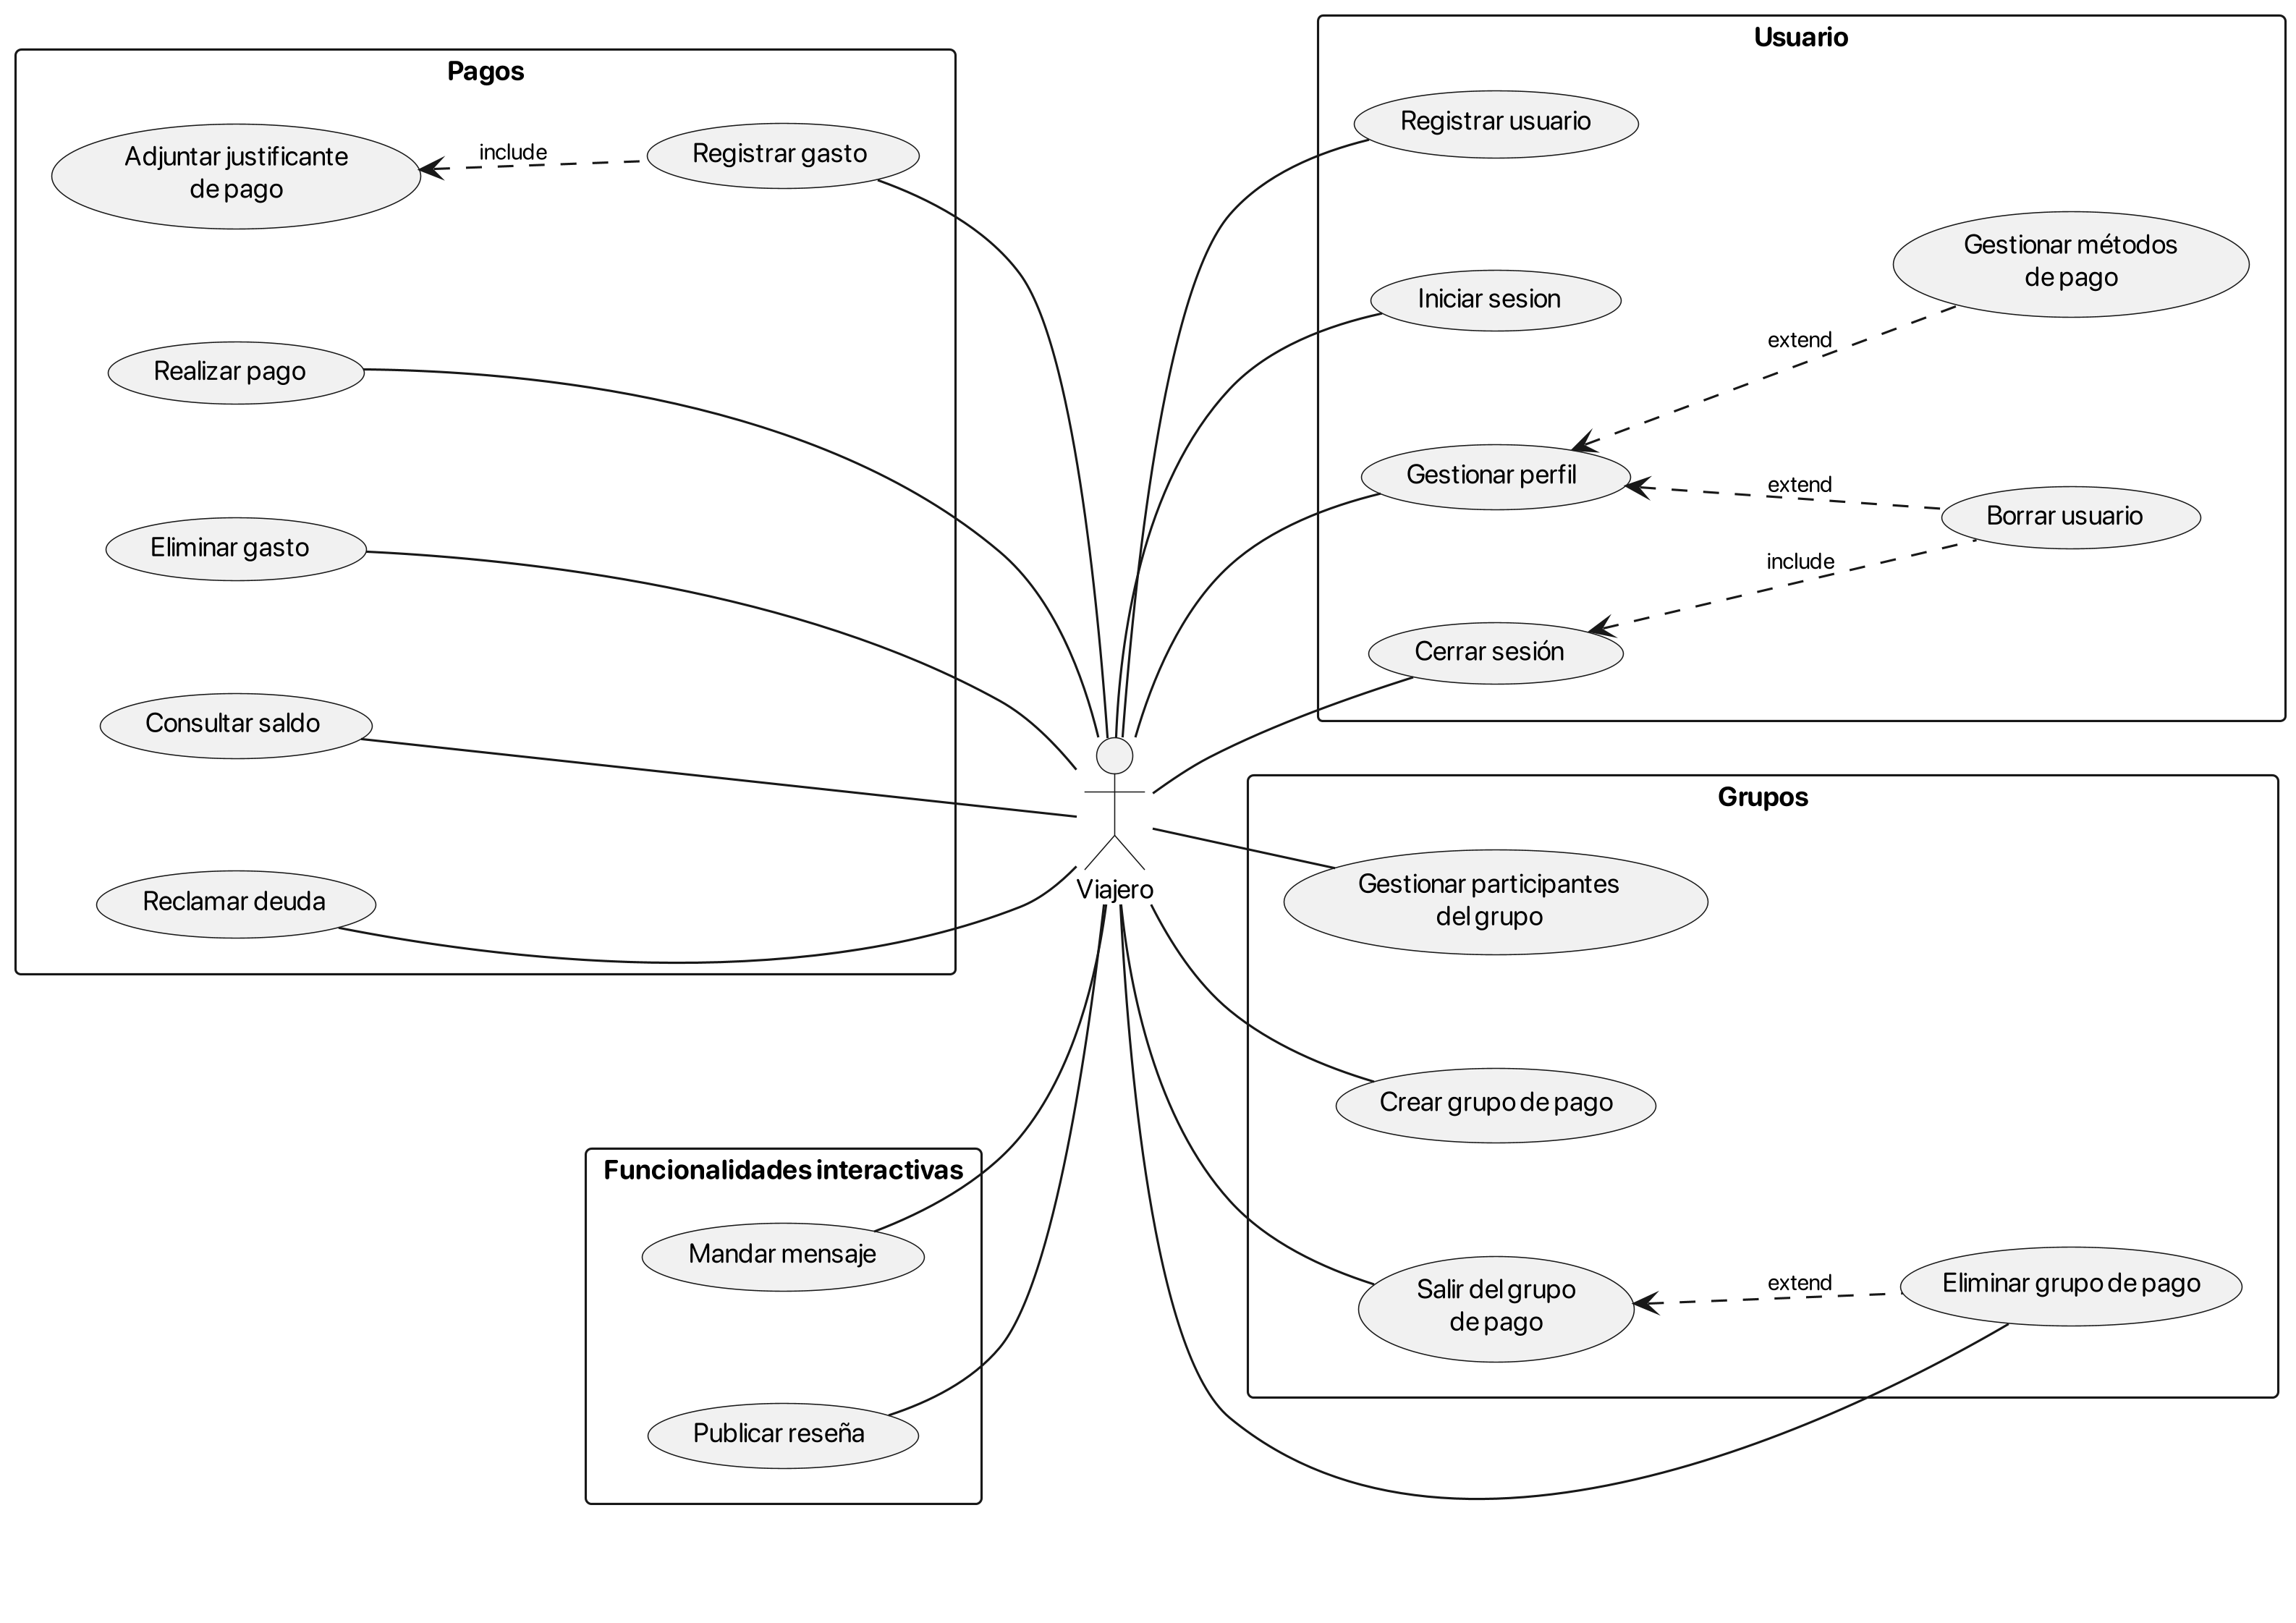 Pagos
Adjuntar justificante
de pago
include
Registrar gasto
Realizar pago
Eliminar gasto
Consultar saldo
Reclamar deuda
Usuario
Registrar usuario
Iniciar sesion
Gestionar métodos
de pago
extend
Gestionar perfil
extend
Borrar usuario
include
Cerrar sesión
Viajero
Grupos
Gestionar participantes
del grupo
Crear grupo de pago
Salir del grupo
de pago
extend
Eliminar grupo de pago
Funcionalidades interactivas
Mandar mensaje
Publicar reseña